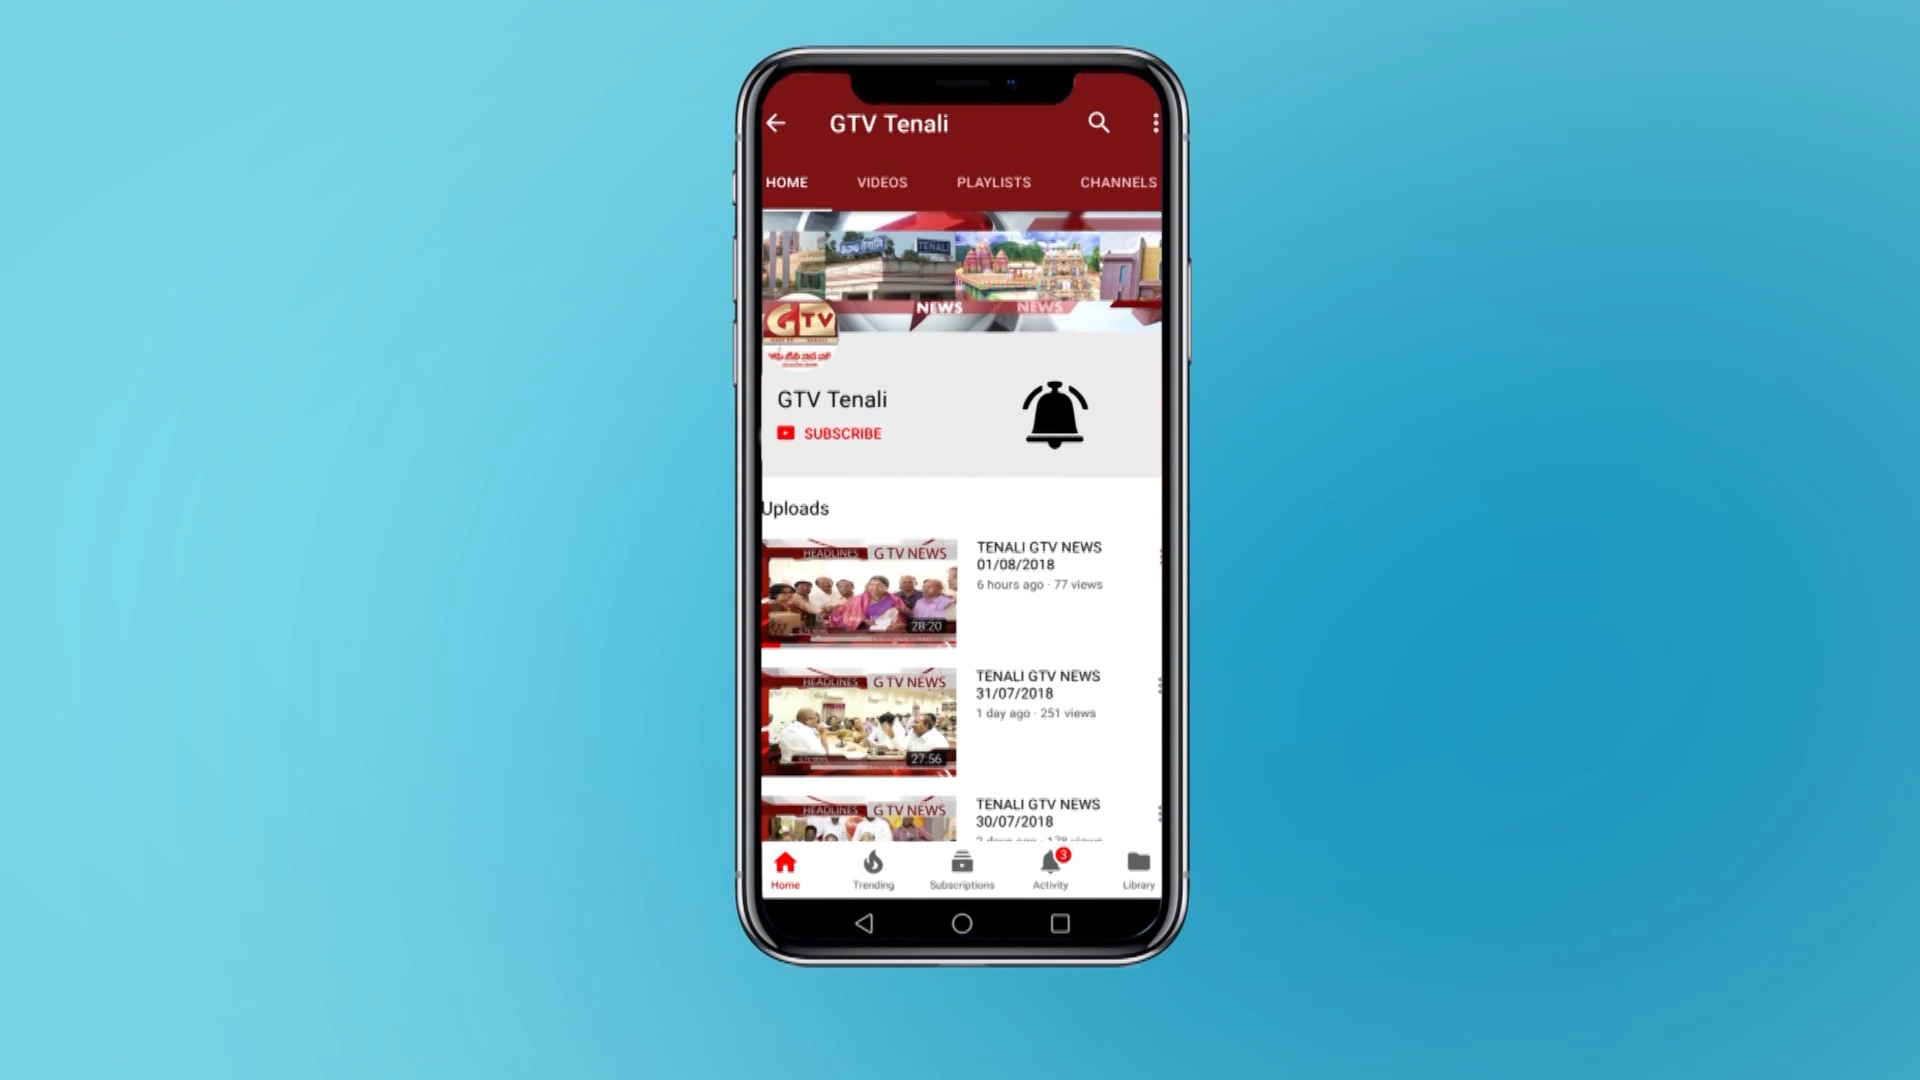 GTV Tenali
HOME VIDEOS PLAYLISTS CHANNELS
TENALI
NEWS NEWS
GTV
GTV Tenali
SUBSCRIBE
Uploads
HEADLINES G TV NEWS
28:20
TENALI GTV NEWS
01/08/2018
6 hours ago · 77 views
HEADLINES G TV NEWS
27:56
TENALI GTV NEWS
31/07/2018
1 day ago · 251 views
HEADLINES G TV NEWS
TENALI GTV NEWS
30/07/2018
3
Home Trending Subscriptions Activity Library